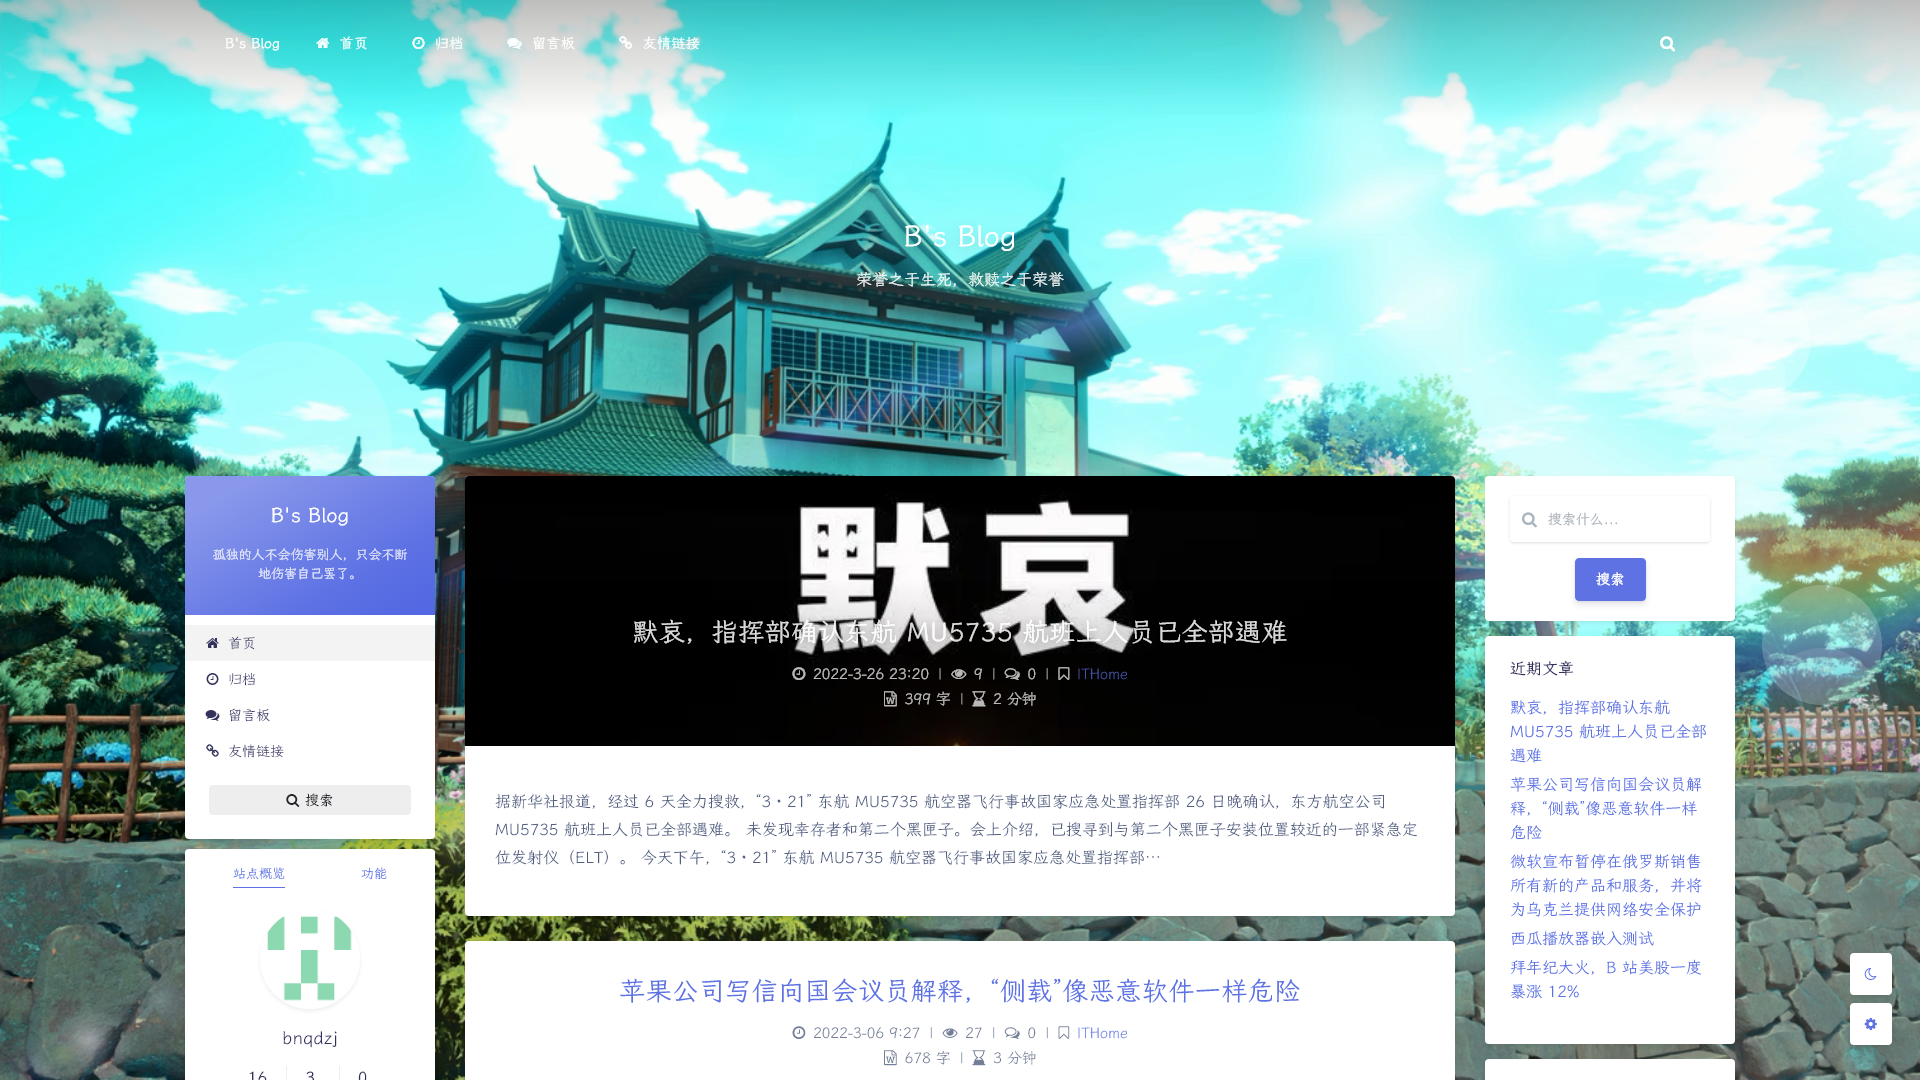 B's Blog
首页
归档
留言板
友情链接
B's Blog
荣誉之于生死，救赎之于荣誉
B's Blog
孤独的人不会伤害别人，只会不断
地伤害自己罢了。
首页
归档
留言板
友情链接
搜索
站点概览
功能
bnqdzj
16
3
0
默哀
默哀，指挥部确认东航 MU5735 航班上人员已全部遇难
2022-3-26 23:20 | 9 | 0 | ITHome
399 字 | 2 分钟
据新华社报道，经过 6 天全力搜救，“3・21” 东航 MU5735 航空器飞行事故国家应急处置指挥部 26 日晚确认，东方航空公司
MU5735 航班上人员已全部遇难。 未发现幸存者和第二个黑匣子。会上介绍，已搜寻到与第二个黑匣子安装位置较近的一部紧急定
位发射仪（ELT）。 今天下午，“3・21” 东航 MU5735 航空器飞行事故国家应急处置指挥部…
苹果公司写信向国会议员解释，“侧载”像恶意软件一样危险
2022-3-06 9:27 | 27 | 0 | ITHome
678 字 | 3 分钟
搜索什么...
搜索
近期文章
默哀，指挥部确认东航
MU5735 航班上人员已全部
遇难
苹果公司写信向国会议员解
释，“侧载”像恶意软件一样
危险
微软宣布暂停在俄罗斯销售
所有新的产品和服务，并将
为乌克兰提供网络安全保护
西瓜播放器嵌入测试
拜年纪大火，B 站美股一度
暴涨 12%